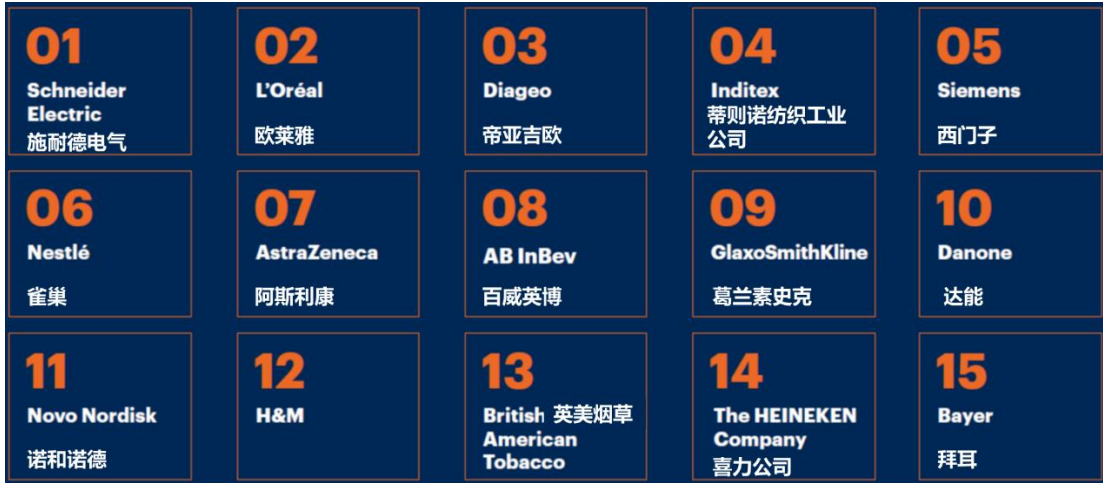 01
Schneider
Electric
施耐德电气
02
L'Oréal
欧莱雅
03
Diageo
帝亚吉欧
04
Inditex
蒂则诺纺织工业
公司
05
Siemens
西门子
06
Nestlé
雀巢
07
AstraZeneca
阿斯利康
08
AB InBev
百威英博
09
GlaxoSmithKline
葛兰素史克
10
Danone
达能
11
Novo Nordisk
诺和诺德
12
H&M
13
British 英美烟草
American
Tobacco
14
The HEINEKEN
Company
喜力公司
15
Bayer
拜耳